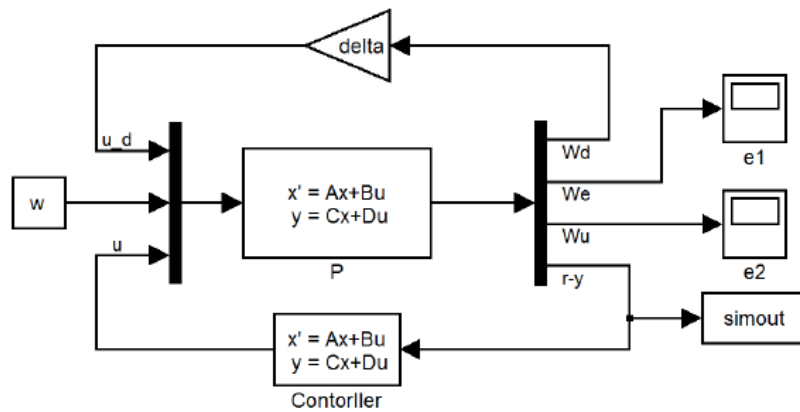 delta
u_d
w
u
x' = Ax+Bu
y = Cx+Du
P
Wd
We
Wu
r-y
e1
e2
simout
x' = Ax+Bu
y = Cx+Du
Contorller